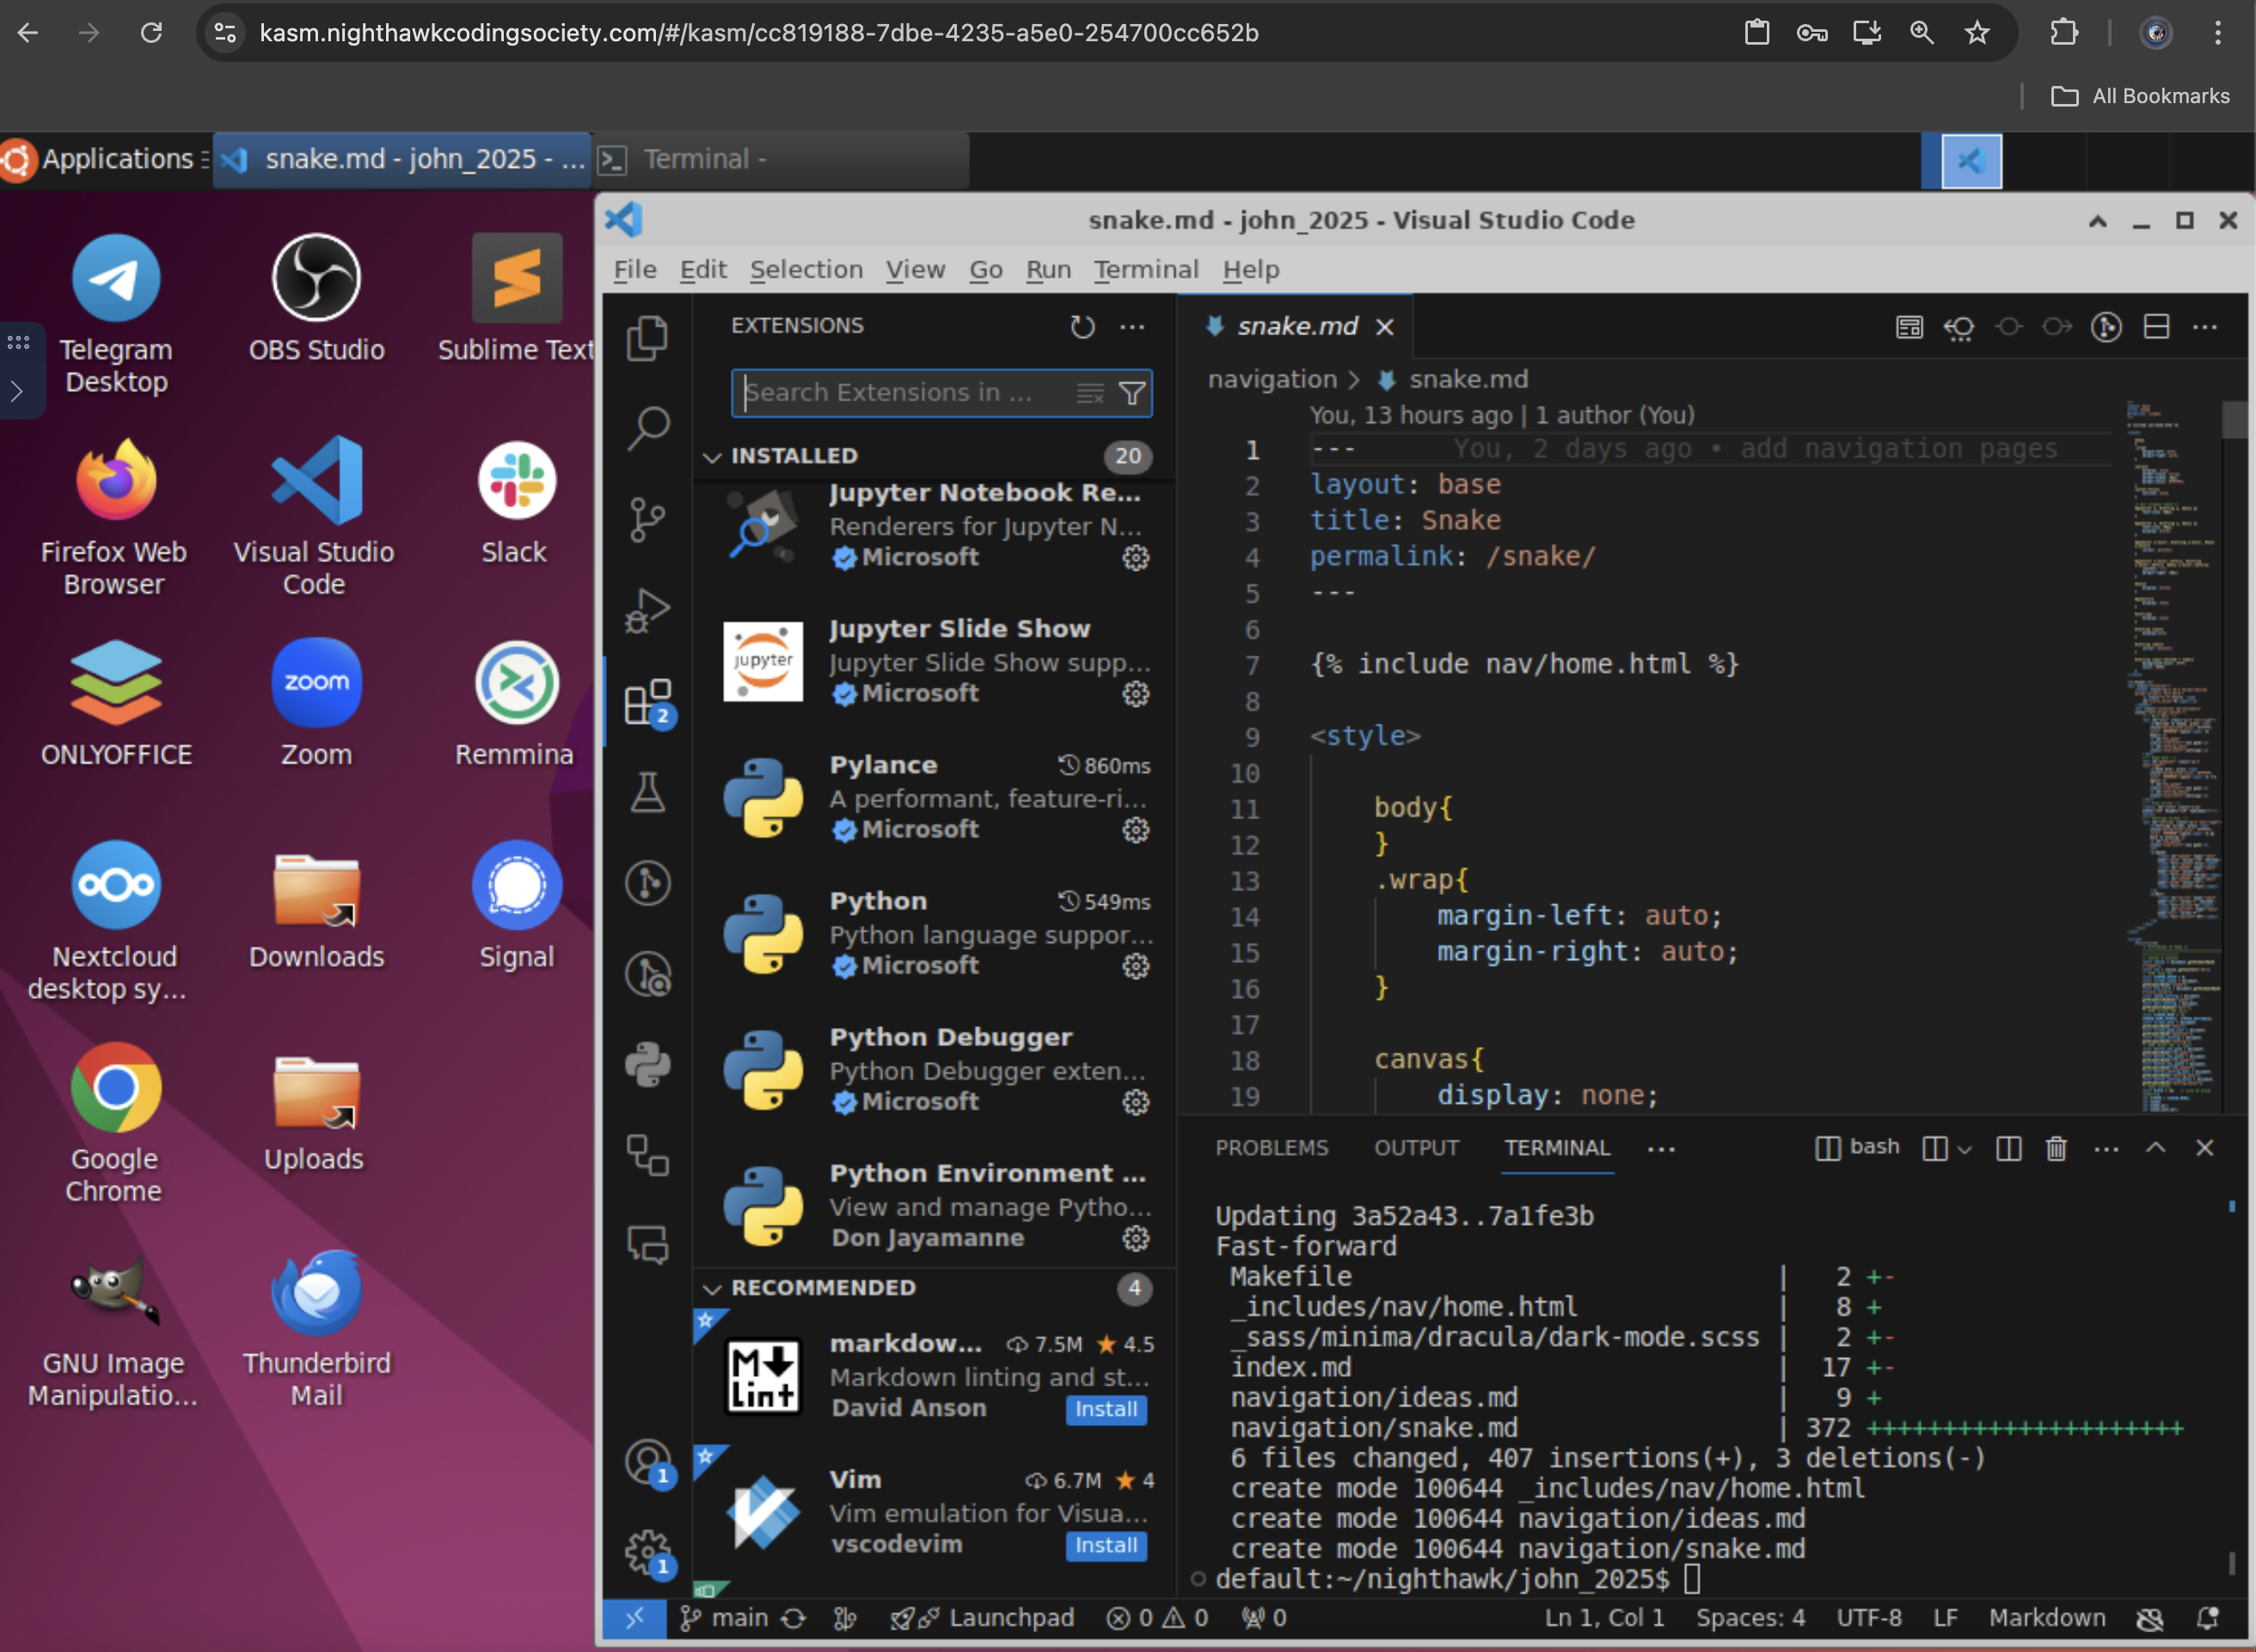 kasm.nighthawkcodingsociety.com/#/kasm/cc819188-7dbe-4235-a5e0-254700cc652b
All Bookmarks
Applications
snake.md - john_2025 - ...
Terminal -
Telegram Desktop
OBS Studio
Sublime Text
Firefox Web Browser
Visual Studio Code
Slack
ONLYOFFICE
zoom
Zoom
Remmina
Nextcloud desktop sy...
Downloads
Signal
Google Chrome
Uploads
GNU Image Manipulatio...
Thunderbird Mail
snake.md - john_2025 - Visual Studio Code
File Edit Selection View Go Run Terminal Help
EXTENSIONS
Search Extensions in ...
INSTALLED 20
Jupyter Notebook Re...
Renderers for Jupyter N...
Microsoft
jupyter
Jupyter Slide Show
Jupyter Slide Show supp...
Microsoft
Pylance 860ms
A performant, feature-ri...
Microsoft
Python 549ms
Python language suppor...
Microsoft
Python Debugger
Python Debugger exten...
Microsoft
Python Environment ...
View and manage Pytho...
Don Jayamanne
RECOMMENDED 4
M Lint
markdow... 7.5M 4.5
Markdown linting and st...
David Anson Install
Vim 6.7M 4
Vim emulation for Visua...
vscodevim Install
2
1
1
snake.md
navigation > snake.md
You, 13 hours ago | 1 author (You)
1 --- You, 2 days ago • add navigation pages
2 layout: base
3 title: Snake
4 permalink: /snake/
5 ---
6
7 {% include nav/home.html %}
8
9 <style>
10
11 body{
12 }
13 .wrap{
14 margin-left: auto;
15 margin-right: auto;
16 }
17
18 canvas{
19 display: none;
PROBLEMS OUTPUT TERMINAL ... bash
Updating 3a52a43..7a1fe3b
Fast-forward
Makefile | 2 +-
_includes/nav/home.html | 8 +
_sass/minima/dracula/dark-mode.scss | 2 +-
index.md | 17 +-
navigation/ideas.md | 9 +
navigation/snake.md | 372 +++++++++++++++++++++
6 files changed, 407 insertions(+), 3 deletions(-)
create mode 100644 _includes/nav/home.html
create mode 100644 navigation/ideas.md
create mode 100644 navigation/snake.md
default:~/nighthawk/john_2025$
main Launchpad 0 0 0 Ln 1, Col 1 Spaces: 4 UTF-8 LF Markdown